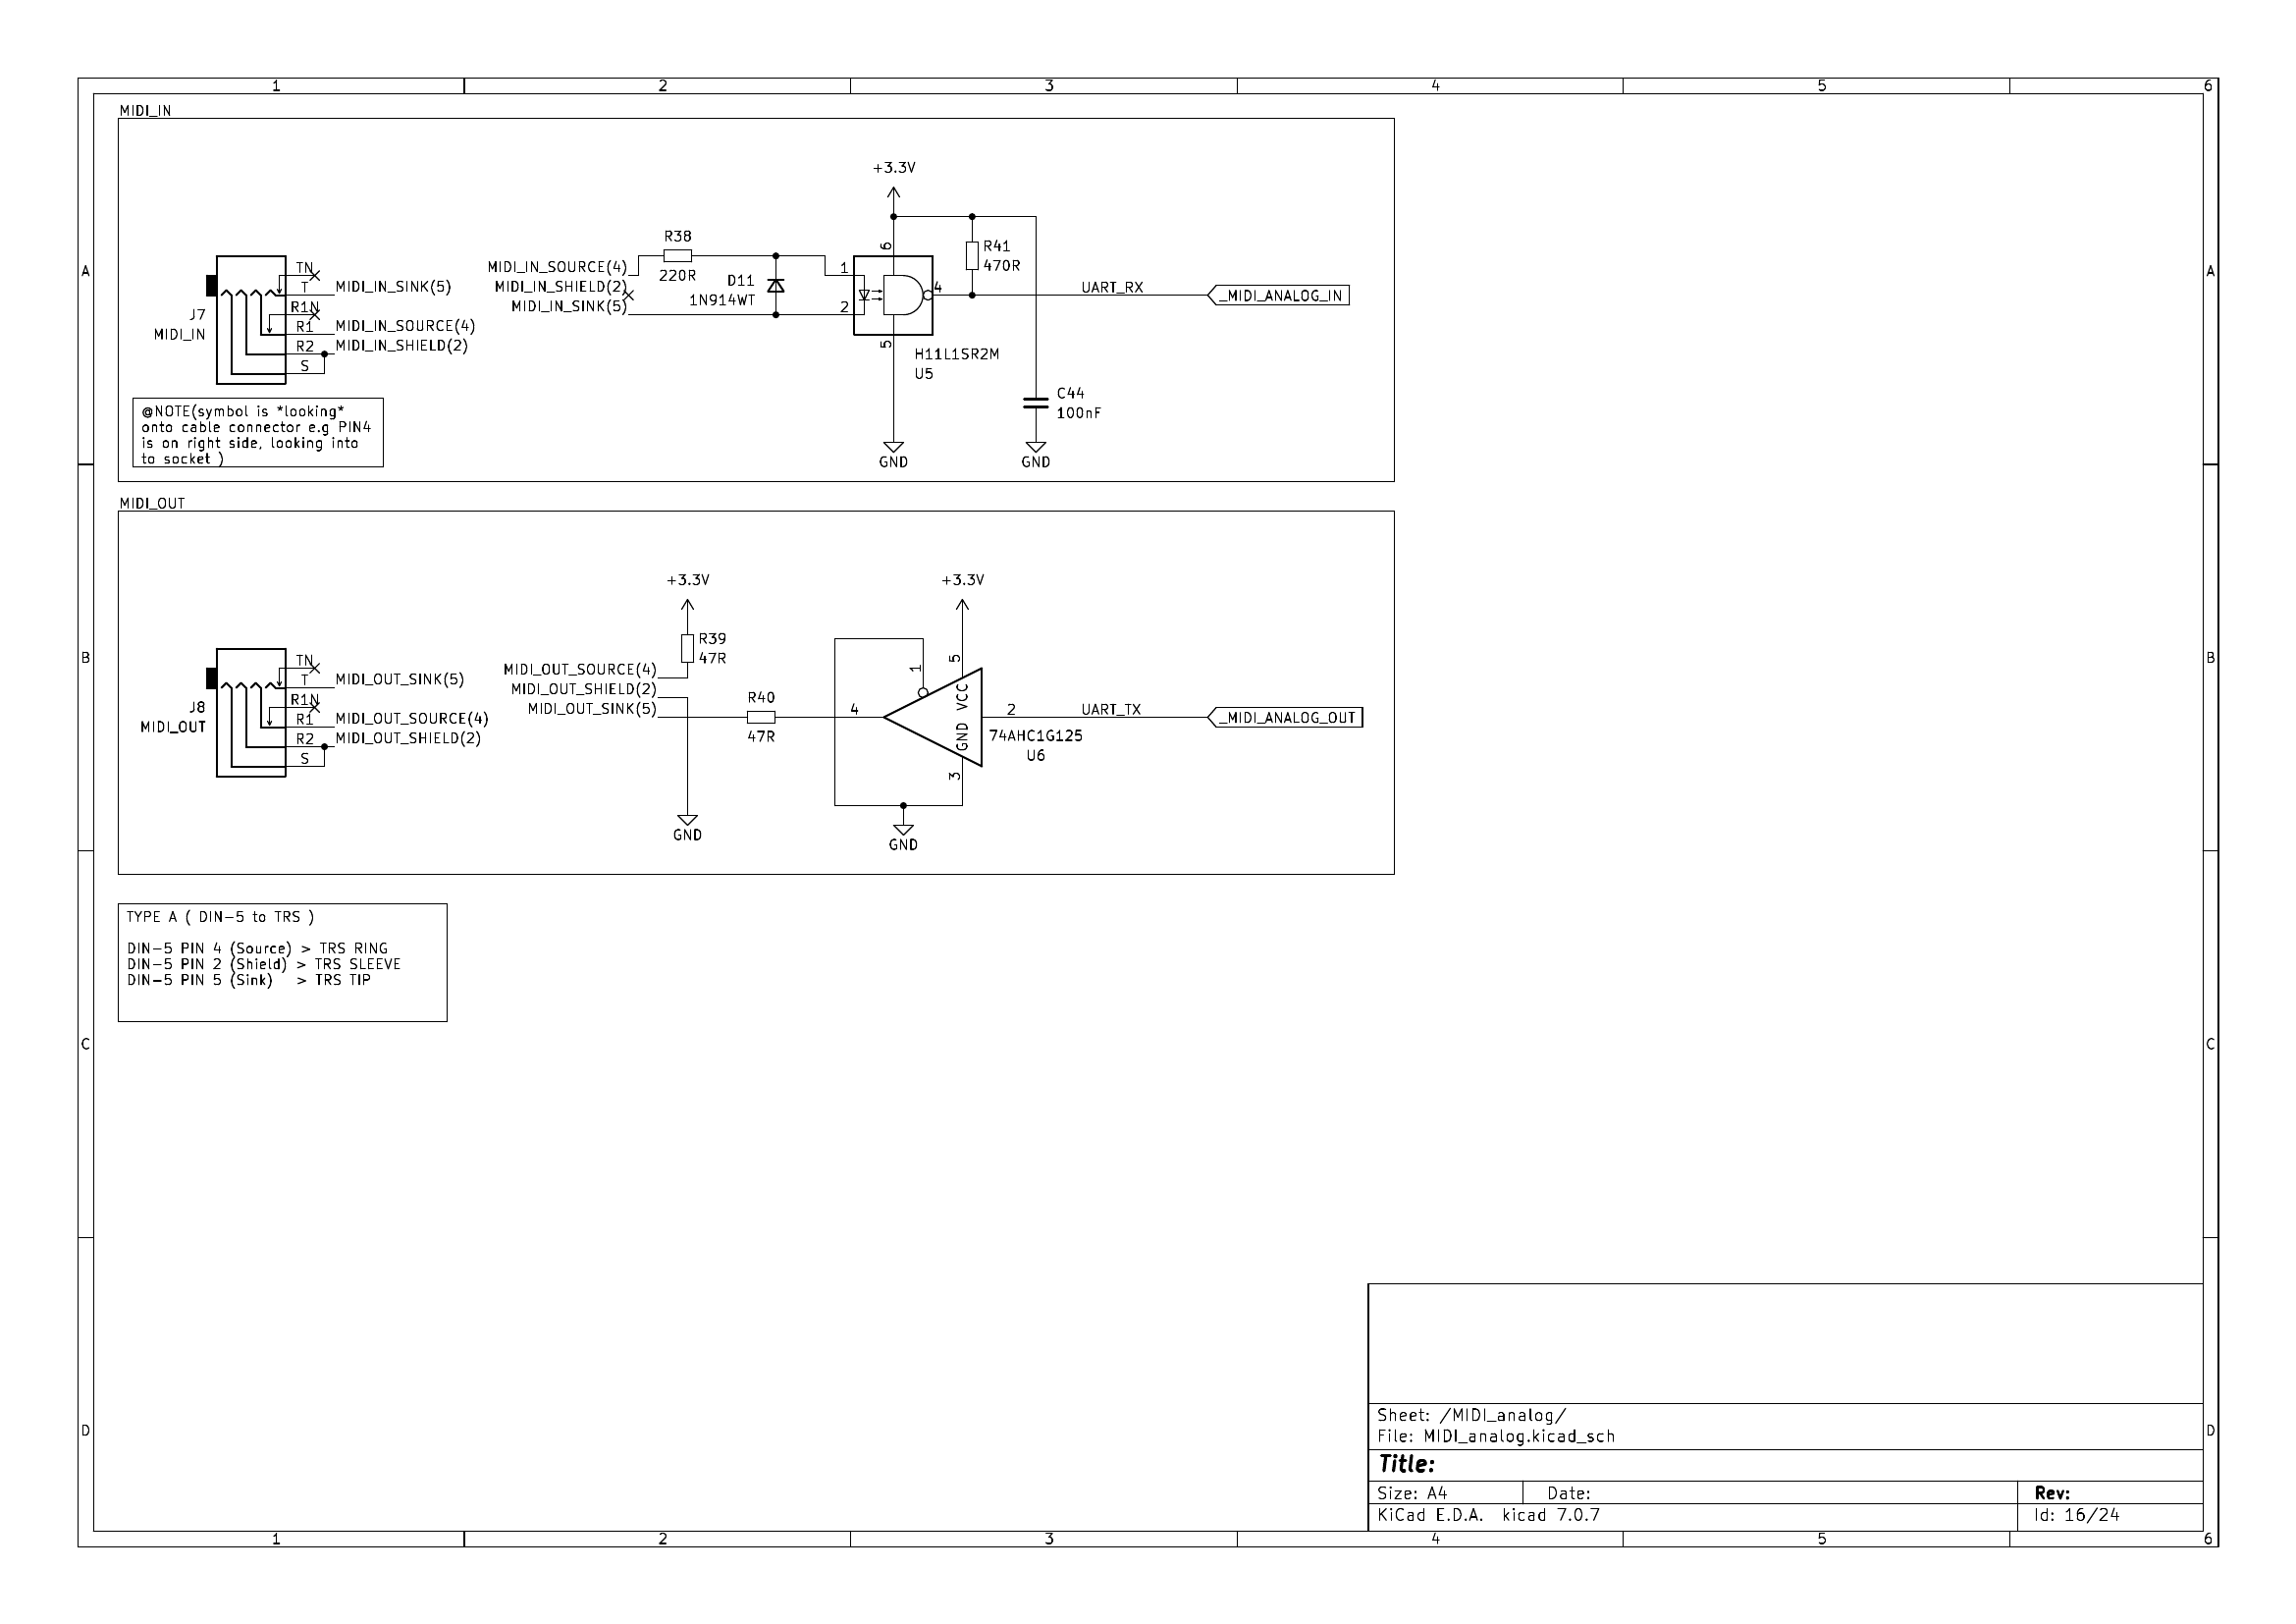 1 2 3 4 5 6
MIDI_IN
+3.3V
A
A
R38
220R
MIDI_IN_SOURCE(4)
MIDI_IN_SHIELD(2)
MIDI_IN_SINK(5)
D11
1N914WT
1
2
6
5
4
R41
470R
UART_RX
_MIDI_ANALOG_IN
H11L1SR2M
U5
C44
100nF
GND
GND
TN
T
R1N
R1
R2
S
MIDI_IN_SINK(5)
MIDI_IN_SOURCE(4)
MIDI_IN_SHIELD(2)
J7
MIDI_IN
@NOTE(symbol is *looking*
onto cable connector e.g PIN4
is on right side, looking into
to socket )
MIDI_OUT
+3.3V
+3.3V
B
B
R39
47R
MIDI_OUT_SOURCE(4)
MIDI_OUT_SHIELD(2)
MIDI_OUT_SINK(5)
R40
47R
GND
4
1
5
VCC
GND
3
2
UART_TX
_MIDI_ANALOG_OUT
74AHC1G125
U6
GND
TN
T
R1N
R1
R2
S
MIDI_OUT_SINK(5)
MIDI_OUT_SOURCE(4)
MIDI_OUT_SHIELD(2)
J8
MIDI_OUT
TYPE A ( DIN-5 to TRS )
DIN-5 PIN 4 (Source) > TRS RING
DIN-5 PIN 2 (Shield) > TRS SLEEVE
DIN-5 PIN 5 (Sink) > TRS TIP
C
C
D
D
Sheet: /MIDI_analog/
File: MIDI_analog.kicad_sch
Title:
Size: A4
Date:
Rev:
KiCad E.D.A. kicad 7.0.7
Id: 16/24
1 2 3 4 5 6